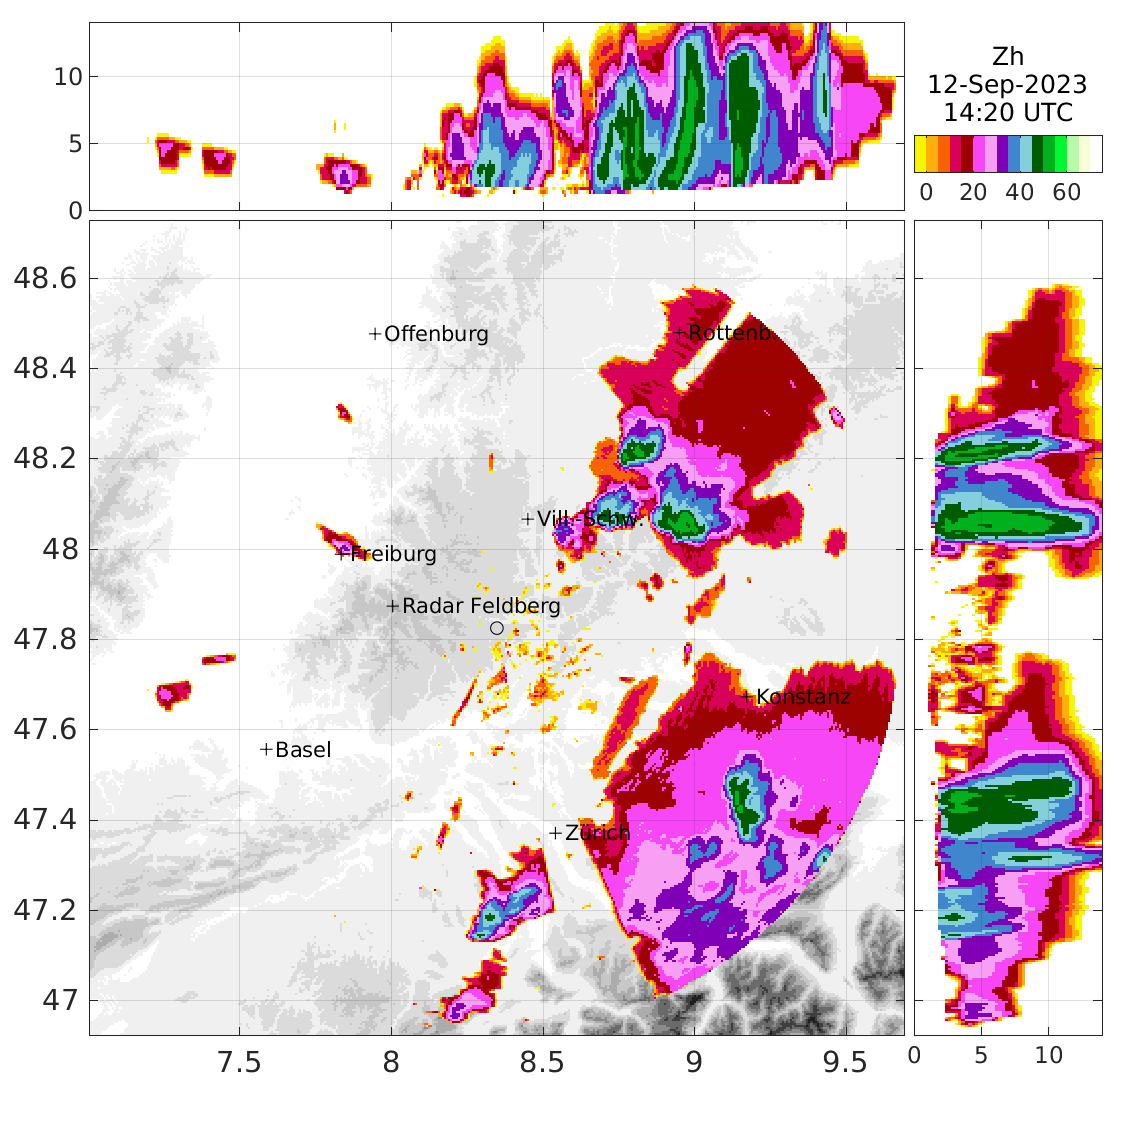 10
5
0
Zh
12-Sep-2023
14:20 UTC
0 20 40 60
48.6
48.4
48.2
48
47.8
47.6
47.4
47.2
47
+Offenburg
+Rottenb.
+Vill.-Schw.
+Freiburg
+Radar Feldberg
+Konstanz
+Basel
+Zürich
7.5 8 8.5 9 9.5
0 5 10